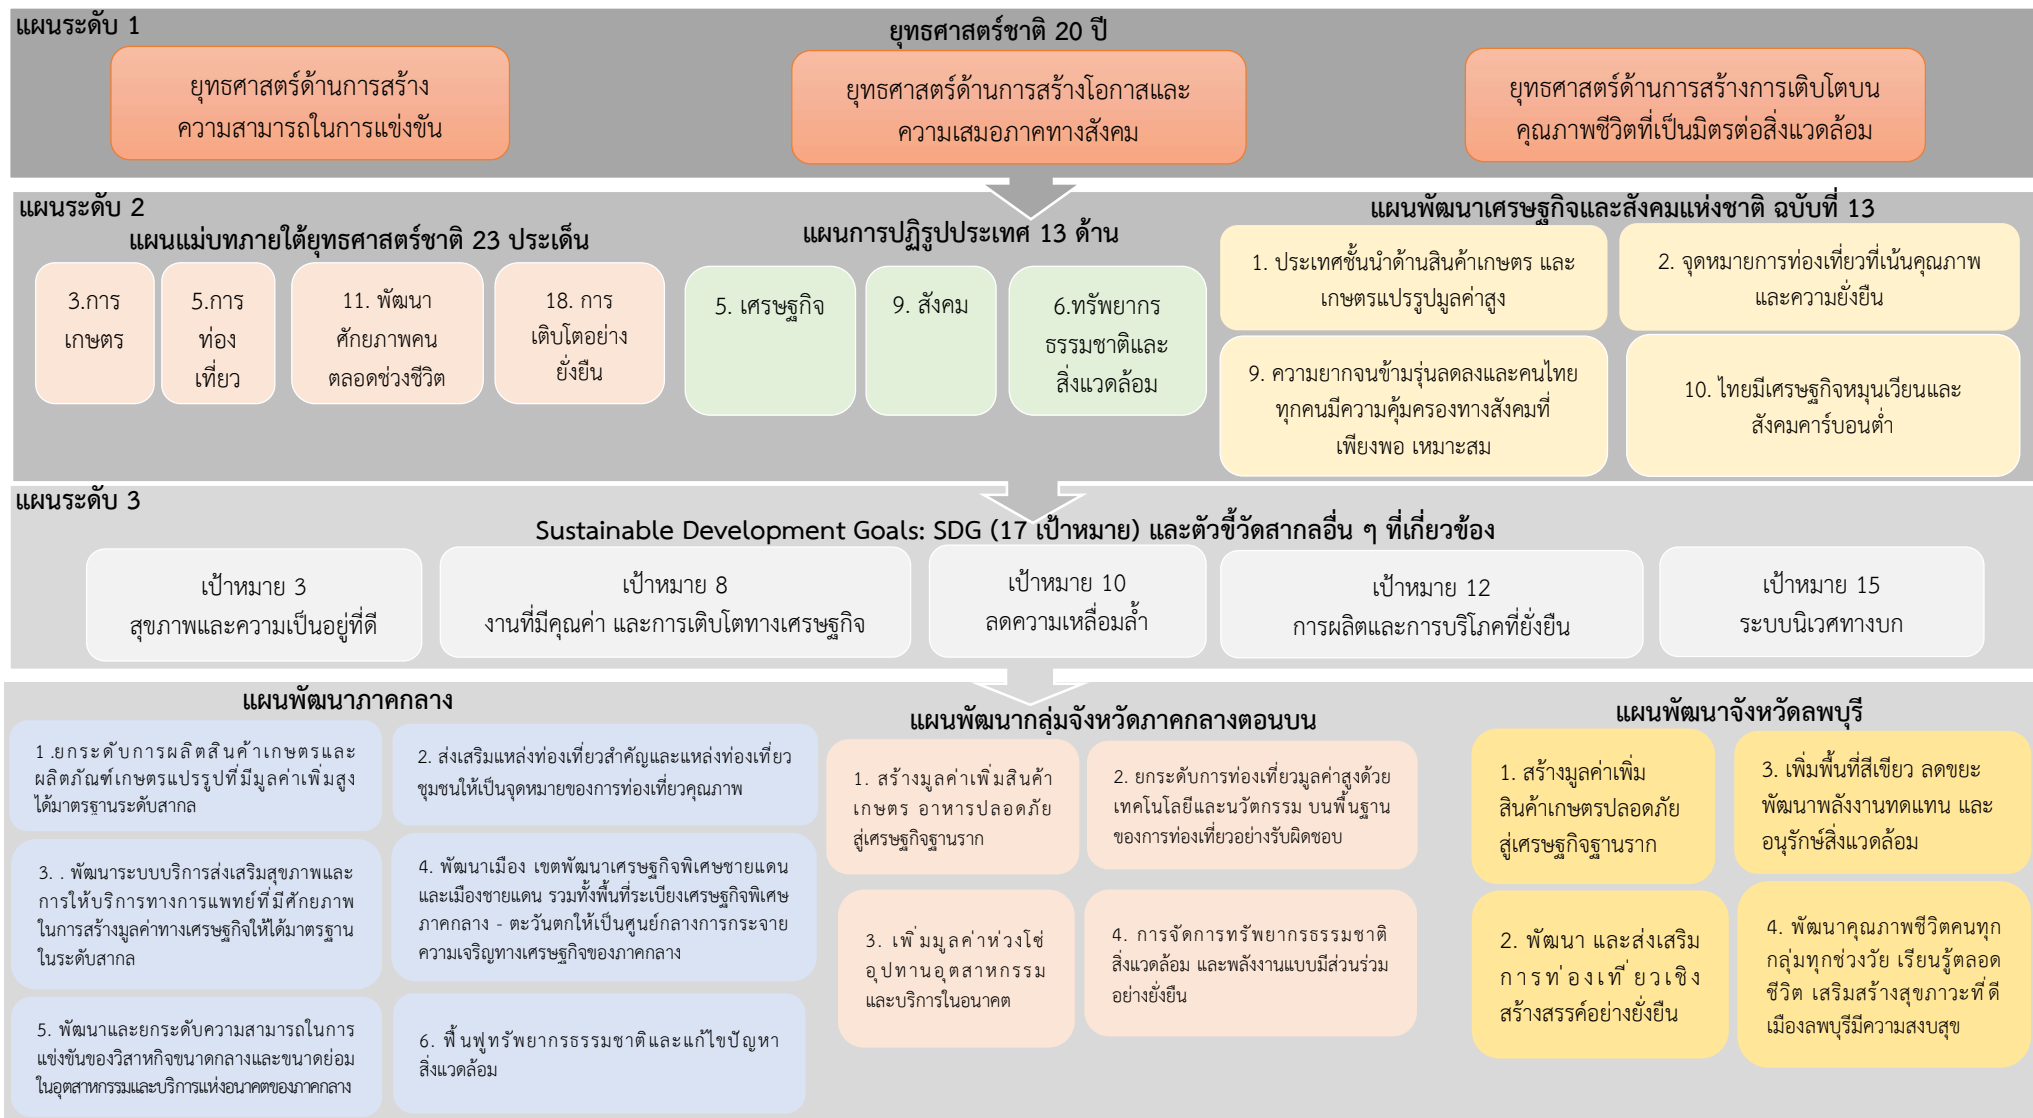 แผนระดับ 1
ยุทธศาสตร์ชาติ 20 ปี
ยุทธศาสตร์ด้านการสร้าง
ความสามารถในการแข่งขัน
ยุทธศาสตร์ด้านการสร้างโอกาสและ
ความเสมอภาคทางสังคม
ยุทธศาสตร์ด้านการสร้างการเติบโตบน
คุณภาพชีวิตที่เป็นมิตรต่อสิ่งแวดล้อม
แผนระดับ 2
แผนแม่บทภายใต้ยุทธศาสตร์ชาติ 23 ประเด็น
3.การ
เกษตร
5.การ
ท่อง
เที่ยว
11. พัฒนา
ศักยภาพคน
ตลอดช่วงชีวิต
18. การ
เติบโตอย่าง
ยั่งยืน
แผนการปฏิรูปประเทศ 13 ด้าน
5. เศรษฐกิจ
9. สังคม
6.ทรัพยากร
ธรรมชาติและ
สิ่งแวดล้อม
แผนพัฒนาเศรษฐกิจและสังคมแห่งชาติ ฉบับที่ 13
1. ประเทศชั้นนำด้านสินค้าเกษตร และ
เกษตรแปรรูปมูลค่าสูง
2. จุดหมายการท่องเที่ยวที่เน้นคุณภาพ
และความยั่งยืน
9. ความยากจนข้ามรุ่นลดลงและคนไทย
ทุกคนมีความคุ้มครองทางสังคมที่
เพียงพอ เหมาะสม
10. ไทยมีเศรษฐกิจหมุนเวียนและ
สังคมคาร์บอนต่ำ
แผนระดับ 3
Sustainable Development Goals: SDG (17 เป้าหมาย) และตัวขี้วัดสากลอื่น ๆ ที่เกี่ยวข้อง
เป้าหมาย 3
สุขภาพและความเป็นอยู่ที่ดี
เป้าหมาย 8
งานที่มีคุณค่า และการเติบโตทางเศรษฐกิจ
เป้าหมาย 10
ลดความเหลื่อมล้ำ
เป้าหมาย 12
การผลิตและการบริโภคที่ยั่งยืน
เป้าหมาย 15
ระบบนิเวศทางบก
แผนพัฒนาภาคกลาง
1 .ยกระดับการผลิตสินค้าเกษตรและ
ผลิตภัณฑ์เกษตรแปรรูปที่มีมูลค่าเพิ่มสูง
ได้มาตรฐานระดับสากล
2. ส่งเสริมแหล่งท่องเที่ยวสำคัญและแหล่งท่องเที่ยว
ชุมชนให้เป็นจุดหมายของการท่องเที่ยวคุณภาพ
3. . พัฒนาระบบบริการส่งเสริมสุขภาพและ
การให้บริการทางการแพทย์ที่มีศักยภาพ
ในการสร้างมูลค่าทางเศรษฐกิจให้ได้มาตรฐาน
ในระดับสากล
4. พัฒนาเมือง เขตพัฒนาเศรษฐกิจพิเศษชายแดน
และเมืองชายแดน รวมทั้งพื้นที่ระเบียงเศรษฐกิจพิเศษ
ภาคกลาง - ตะวันตกให้เป็นศูนย์กลางการกระจาย
ความเจริญทางเศรษฐกิจของภาคกลาง
5. พัฒนาและยกระดับความสามารถในการ
แข่งขันของวิสาหกิจขนาดกลางและขนาดย่อม
ในอุตสาหกรรมและบริการแห่งอนาคตของภาคกลาง
6. ฟื้นฟูทรัพยากรธรรมชาติและแก้ไขปัญหา
สิ่งแวดล้อม
แผนพัฒนากลุ่มจังหวัดภาคกลางตอนบน
1. สร้างมูลค่าเพิ่มสินค้า
เกษตร อาหารปลอดภัย
สู่เศรษฐกิจฐานราก
2. ยกระดับการท่องเที่ยวมูลค่าสูงด้วย
เทคโนโลยีและนวัตกรรม บนพื้นฐาน
ของการท่องเที่ยวอย่างรับผิดชอบ
3. เพิ่มมูลค่าห่วงโซ่
อุปทานอุตสาหกรรม
และบริการในอนาคต
4. การจัดการทรัพยากรธรรมชาติ
สิ่งแวดล้อม และพลังงานแบบมีส่วนร่วม
อย่างยั่งยืน
แผนพัฒนาจังหวัดลพบุรี
1. สร้างมูลค่าเพิ่ม
สินค้าเกษตรปลอดภัย
สู่เศรษฐกิจฐานราก
3. เพิ่มพื้นที่สีเขียว ลดขยะ
พัฒนาพลังงานทดแทน และ
อนุรักษ์สิ่งแวดล้อม
2. พัฒนา และส่งเสริม
การท่องเที่ยวเชิง
สร้างสรรค์อย่างยั่งยืน
4. พัฒนาคุณภาพชีวิตคนทุก
กลุ่มทุกช่วงวัย เรียนรู้ตลอด
ชีวิต เสริมสร้างสุขภาวะที่ดี
เมืองลพบุรีมีความสงบสุข